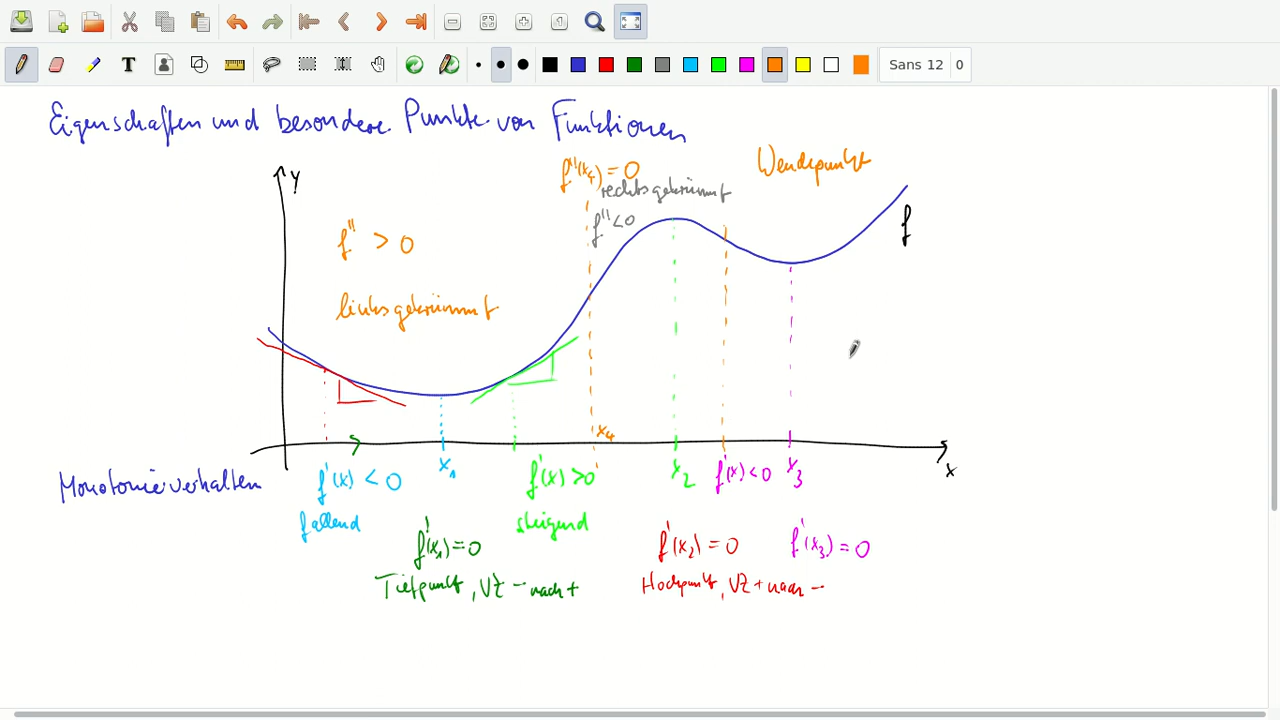 Sans 12 0
Eigenschaften und besondere Punkte von Funktionen
y
f''(x₄) = 0
Wendepunkt
rechtsgekrümmt
f'' < 0
f'' > 0
f
linksgekrümmt
x₄
x₁
x₂
x₃
x
Monotonieverhalten
f'(x) < 0
f'(x) > 0
f'(x) < 0
fallend
steigend
f'(x₁) = 0
f'(x₂) = 0
f'(x₃) = 0
Tiefpunkt, VZ - nach +
Hochpunkt, VZ + nach -